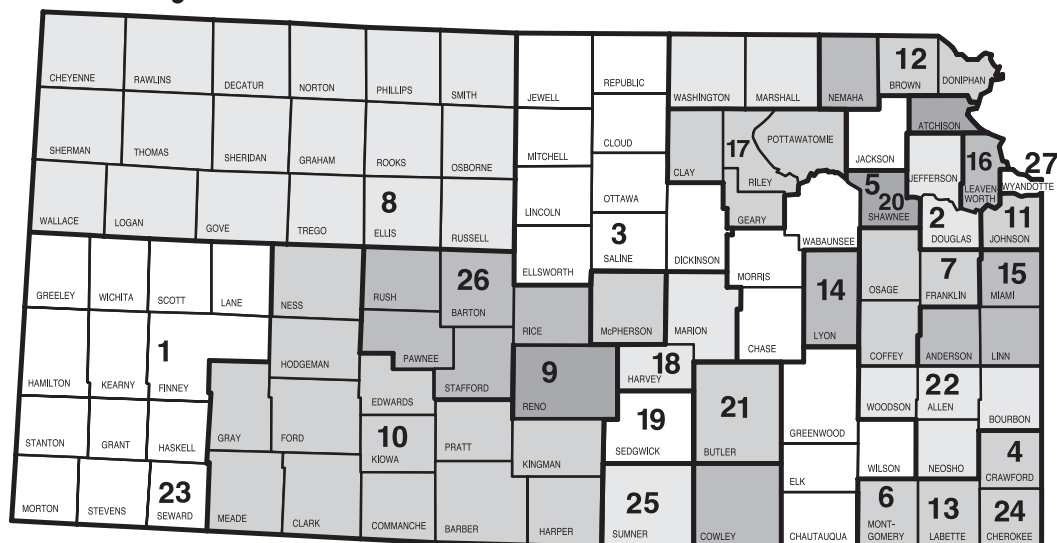 CHEYENNE
RAWLINS
DECATUR
NORTON
PHILLIPS
SMITH
JEWELL
REPUBLIC
WASHINGTON
MARSHALL
NEMAHA
12
BROWN
DONIPHAN
SHERMAN
THOMAS
SHERIDAN
GRAHAM
ROOKS
OSBORNE
MITCHELL
CLOUD
CLAY
17
RILEY
POTTAWATOMIE
JACKSON
ATCHISON
JEFFERSON
16
LEAVEN-
WORTH
27
WYANDOTTE
WALLACE
LOGAN
GOVE
TREGO
8
ELLIS
RUSSELL
LINCOLN
OTTAWA
3
SALINE
ELLSWORTH
DICKINSON
GEARY
WABAUNSEE
5
20
SHAWNEE
2
DOUGLAS
11
JOHNSON
GREELEY
WICHITA
SCOTT
LANE
NESS
RUSH
26
BARTON
RICE
McPHERSON
MARION
MORRIS
CHASE
14
LYON
OSAGE
7
FRANKLIN
15
MIAMI
HAMILTON
KEARNY
1
FINNEY
HODGEMAN
PAWNEE
STAFFORD
EDWARDS
9
RENO
18
HARVEY
COFFEY
ANDERSON
LINN
STANTON
GRANT
HASKELL
GRAY
FORD
10
KIOWA
PRATT
KINGMAN
19
SEDGWICK
21
BUTLER
GREENWOOD
WOODSON
22
ALLEN
BOURBON
MORTON
STEVENS
23
SEWARD
MEADE
CLARK
COMMANCHE
BARBER
HARPER
25
SUMNER
COWLEY
ELK
CHAUTAUQUA
WILSON
NEOSHO
4
CRAWFORD
6
MONT-
GOMERY
13
LABETTE
24
CHEROKEE